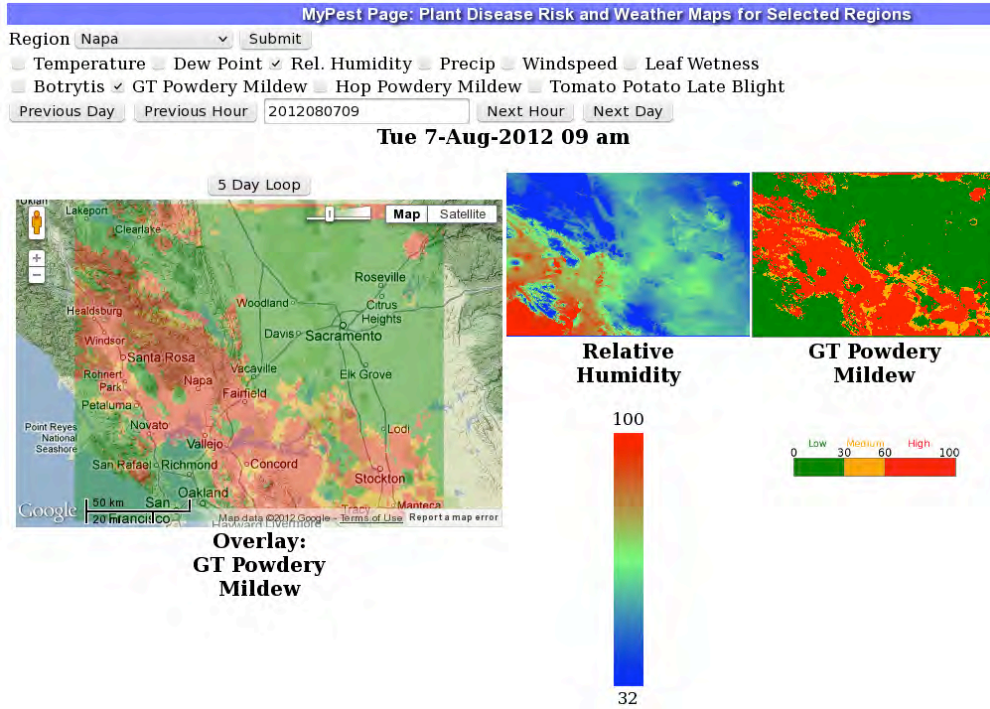 MyPest Page: Plant Disease Risk and Weather Maps for Selected Regions
Region Napa Submit
Temperature Dew Point Rel. Humidity Precip Windspeed Leaf Wetness
Botrytis GT Powdery Mildew Hop Powdery Mildew Tomato Potato Late Blight
Previous Day Previous Hour 2012080709 Next Hour Next Day
Tue 7-Aug-2012 09 am
5 Day Loop
Map Satellite
Lakeport
Clearlake
Roseville
Woodland
Citrus
Heights
Healdsburg
Davis
Sacramento
Windsor
Santa Rosa
Vacaville
Elk Grove
Rohnert
Park
Napa
Fairfield
Petaluma
Novato
Lodi
Point Reyes
National
Seashore
Vallejo
San Rafael
Richmond
Concord
Stockton
Oakland
San
Francisco
Tracy
Manteca
Hayward
Livermore
50 km
20 mi
Google
Map data ©2012 Google - Terms of Use Report a map error
Overlay:
GT Powdery
Mildew
Relative
Humidity
100
32
GT Powdery
Mildew
Low Medium High
0 30 60 100